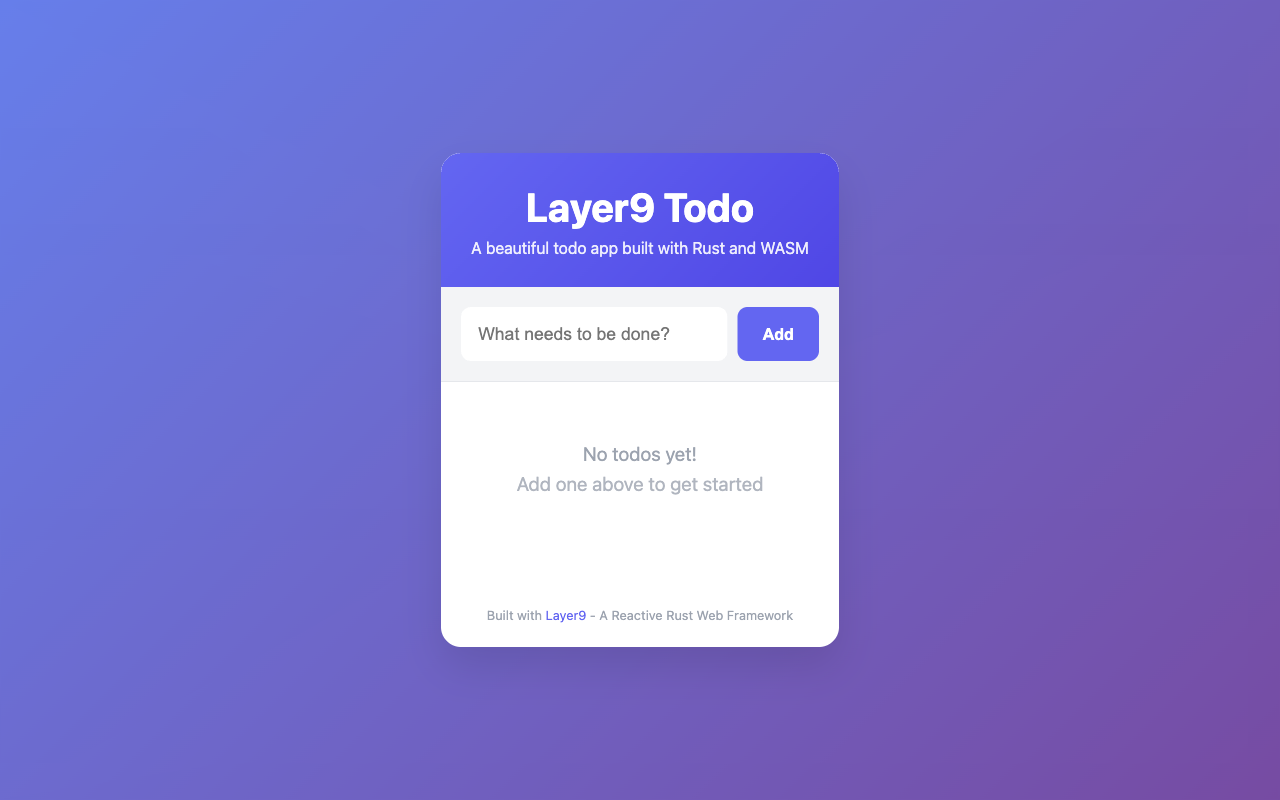 Layer9 Todo
A beautiful todo app built with Rust and WASM
What needs to be done?
Add
No todos yet!
Add one above to get started
Built with Layer9 - A Reactive Rust Web Framework